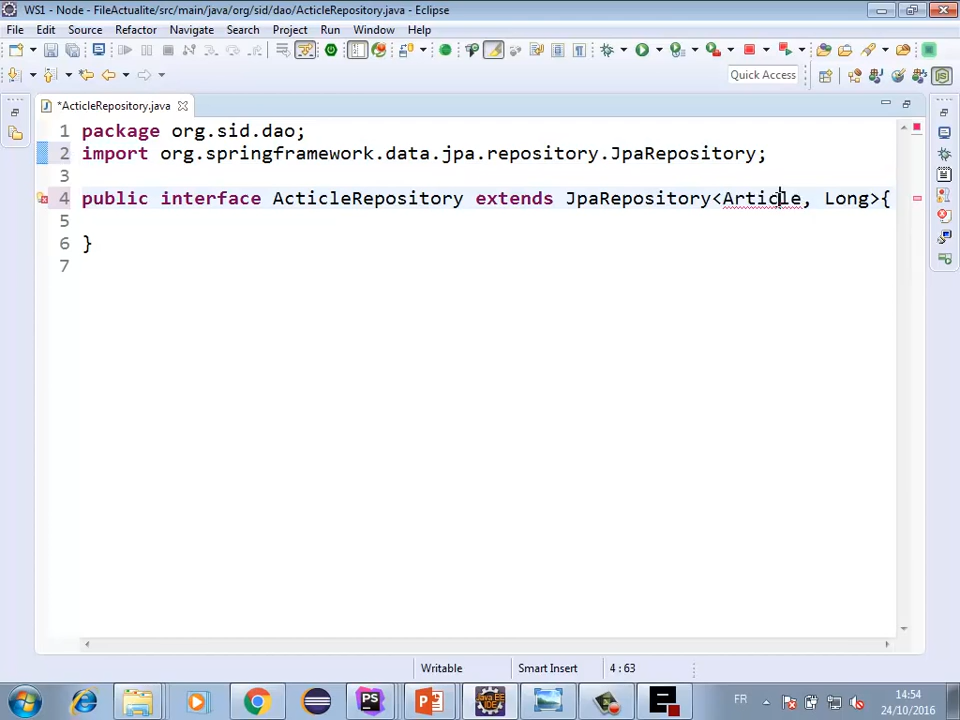 WS1 - Node - FileActualite/src/main/java/org/sid/dao/ActicleRepository.java - Eclipse
File Edit Source Refactor Navigate Search Project Run Window Help
Quick Access
*ActicleRepository.java
1 package org.sid.dao;
2 import org.springframework.data.jpa.repository.JpaRepository;
3
4 public interface ActicleRepository extends JpaRepository<Article, Long>{
5
6 }
7
Writable Smart Insert 4 : 63
FR 14:54
24/10/2016